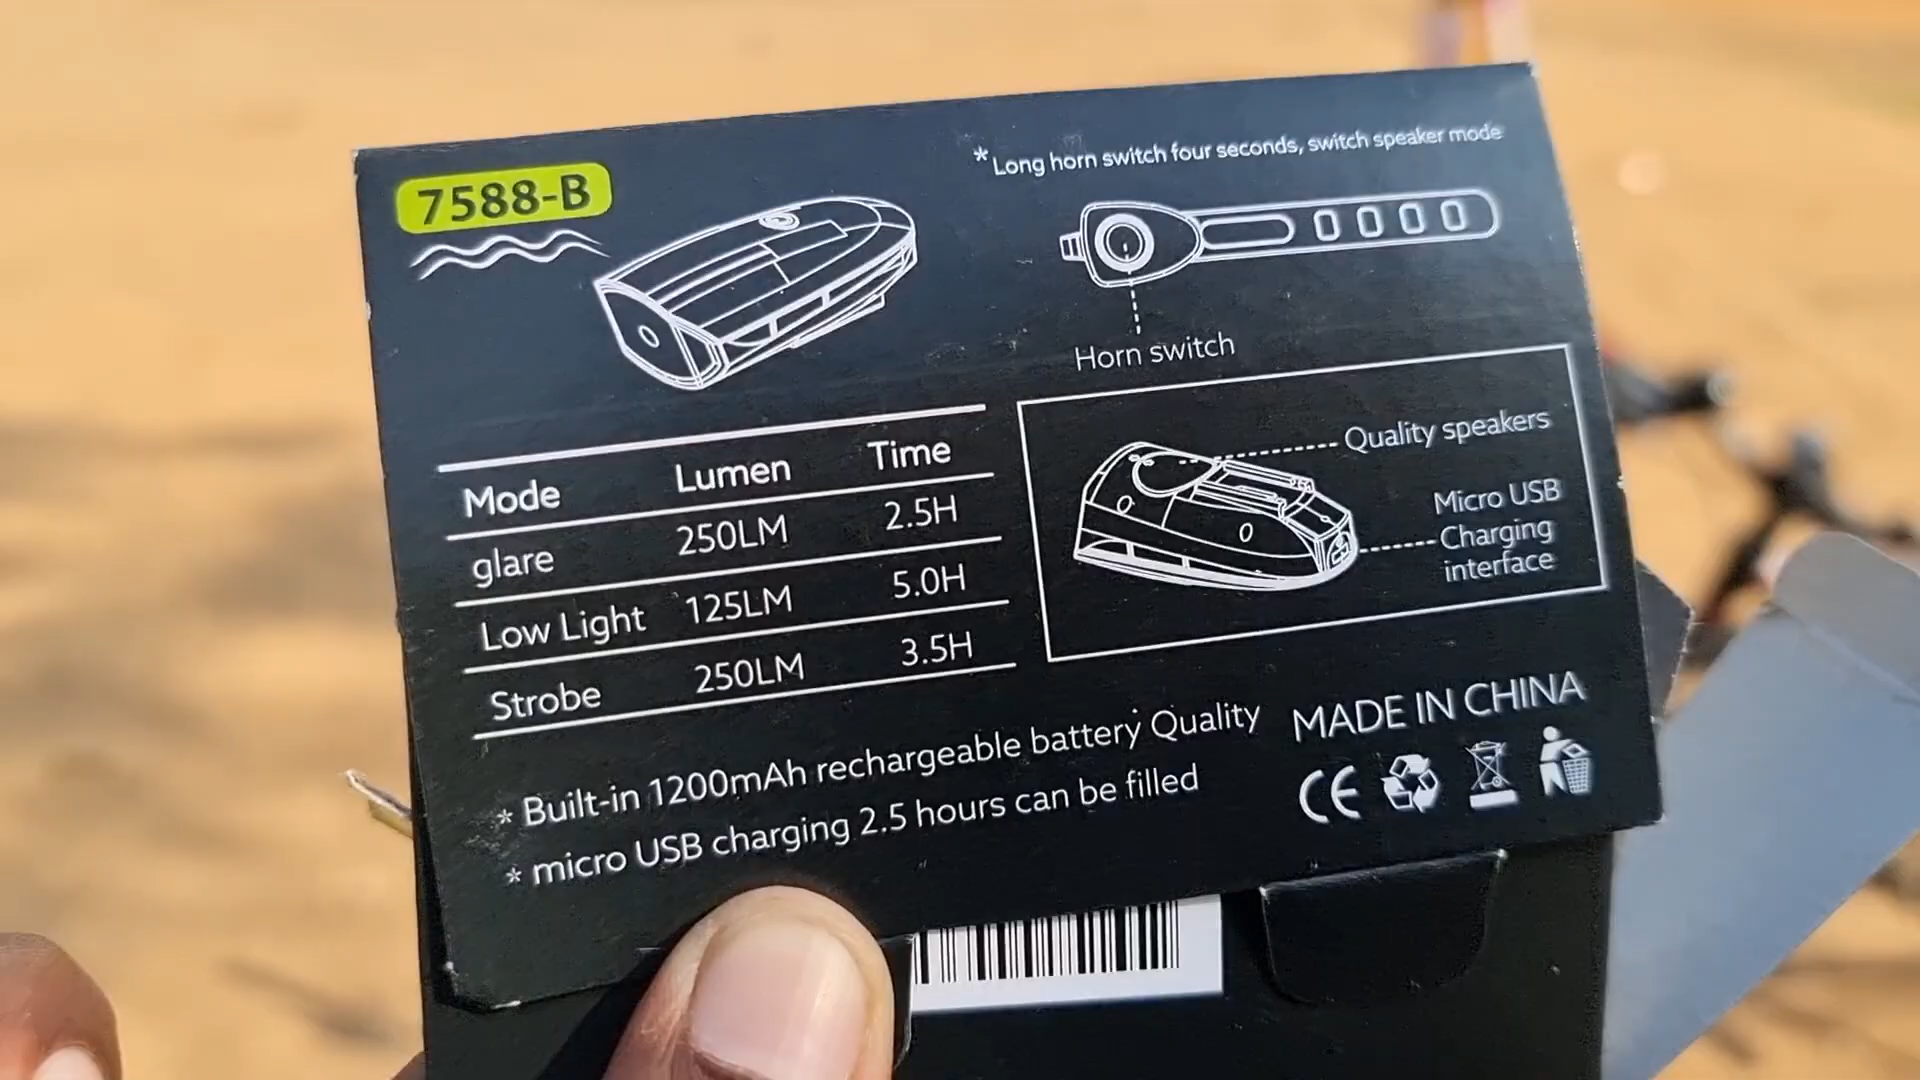 7588-B
* Long horn switch four seconds, switch speaker mode
Horn switch
Mode Lumen Time
glare 250LM 2.5H
Low Light 125LM 5.0H
Strobe 250LM 3.5H
Quality speakers
Micro USB
Charging
interface
* Built-in 1200mAh rechargeable battery Quality
* micro USB charging 2.5 hours can be filled
MADE IN CHINA
CE